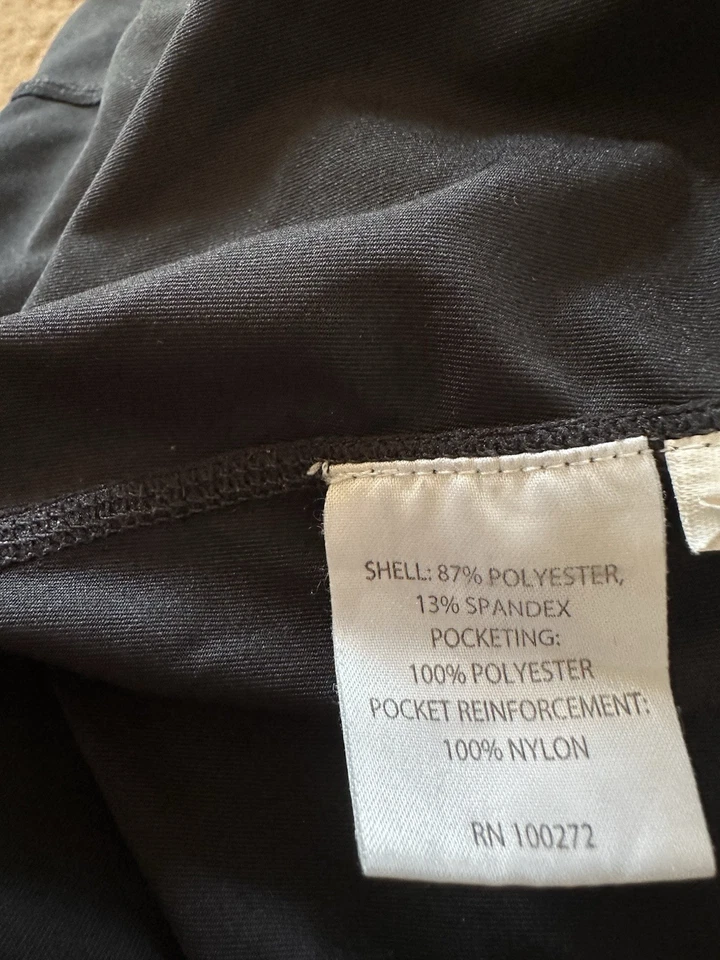 SHELL: 87% POLYESTER,
13% SPANDEX
POCKETING:
100% POLYESTER
POCKET REINFORCEMENT:
100% NYLON
RN 100272